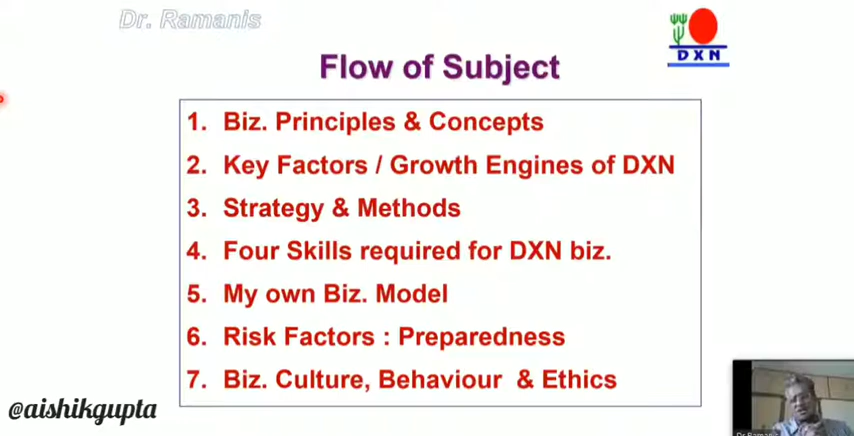 Dr. Ramanis
DXN
Flow of Subject
1. Biz. Principles & Concepts
2. Key Factors / Growth Engines of DXN
3. Strategy & Methods
4. Four Skills required for DXN biz.
5. My own Biz. Model
6. Risk Factors : Preparedness
7. Biz. Culture, Behaviour & Ethics
@aishikgupta
Dr Ramanis